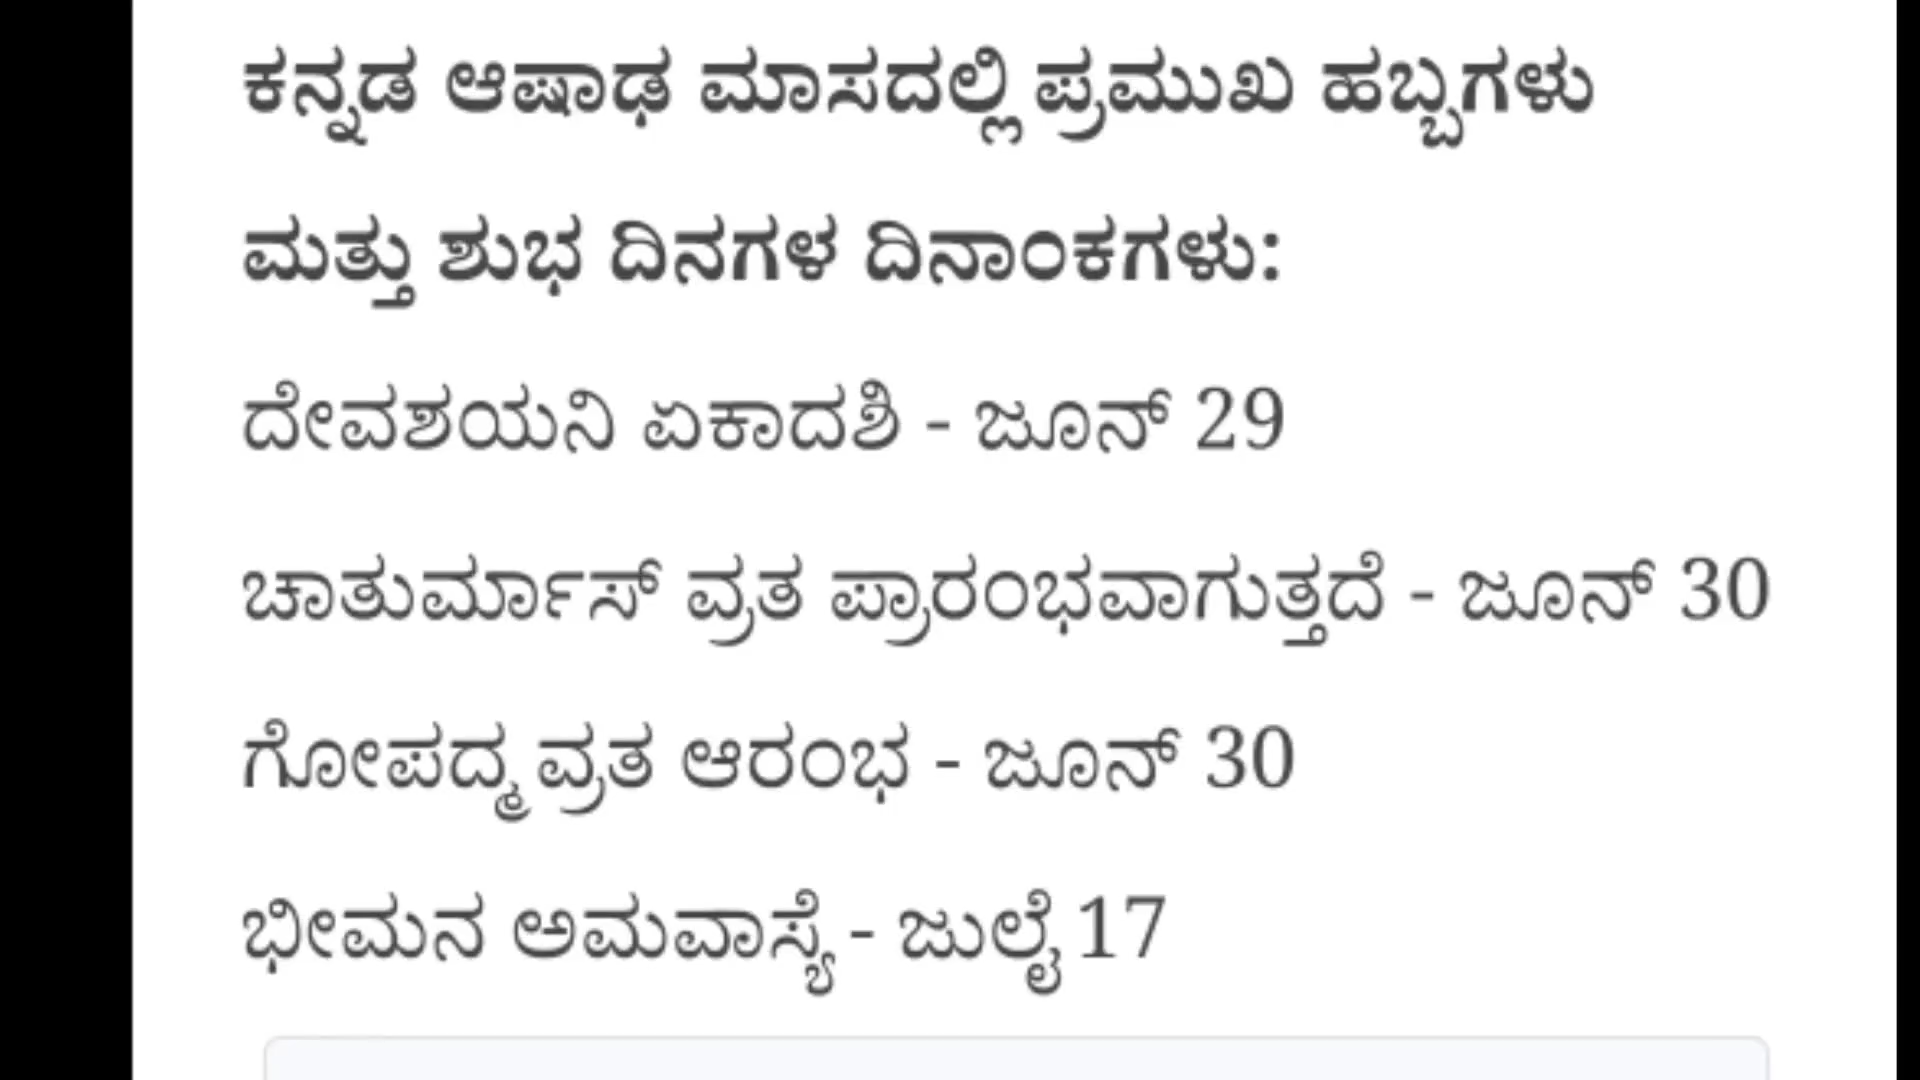 ಕನ್ನಡ ಆಷಾಢ ಮಾಸದಲ್ಲಿ ಪ್ರಮುಖ ಹಬ್ಬಗಳು
ಮತ್ತು ಶುಭ ದಿನಗಳ ದಿನಾಂಕಗಳು:
ದೇವಶಯನಿ ಏಕಾದಶಿ - ಜೂನ್ 29
ಚಾತುರ್ಮಾಸ್ ವ್ರತ ಪ್ರಾರಂಭವಾಗುತ್ತದೆ - ಜೂನ್ 30
ಗೋಪದ್ಮ ವ್ರತ ಆರಂಭ - ಜೂನ್ 30
ಭೀಮನ ಅಮವಾಸ್ಯೆ - ಜುಲೈ 17